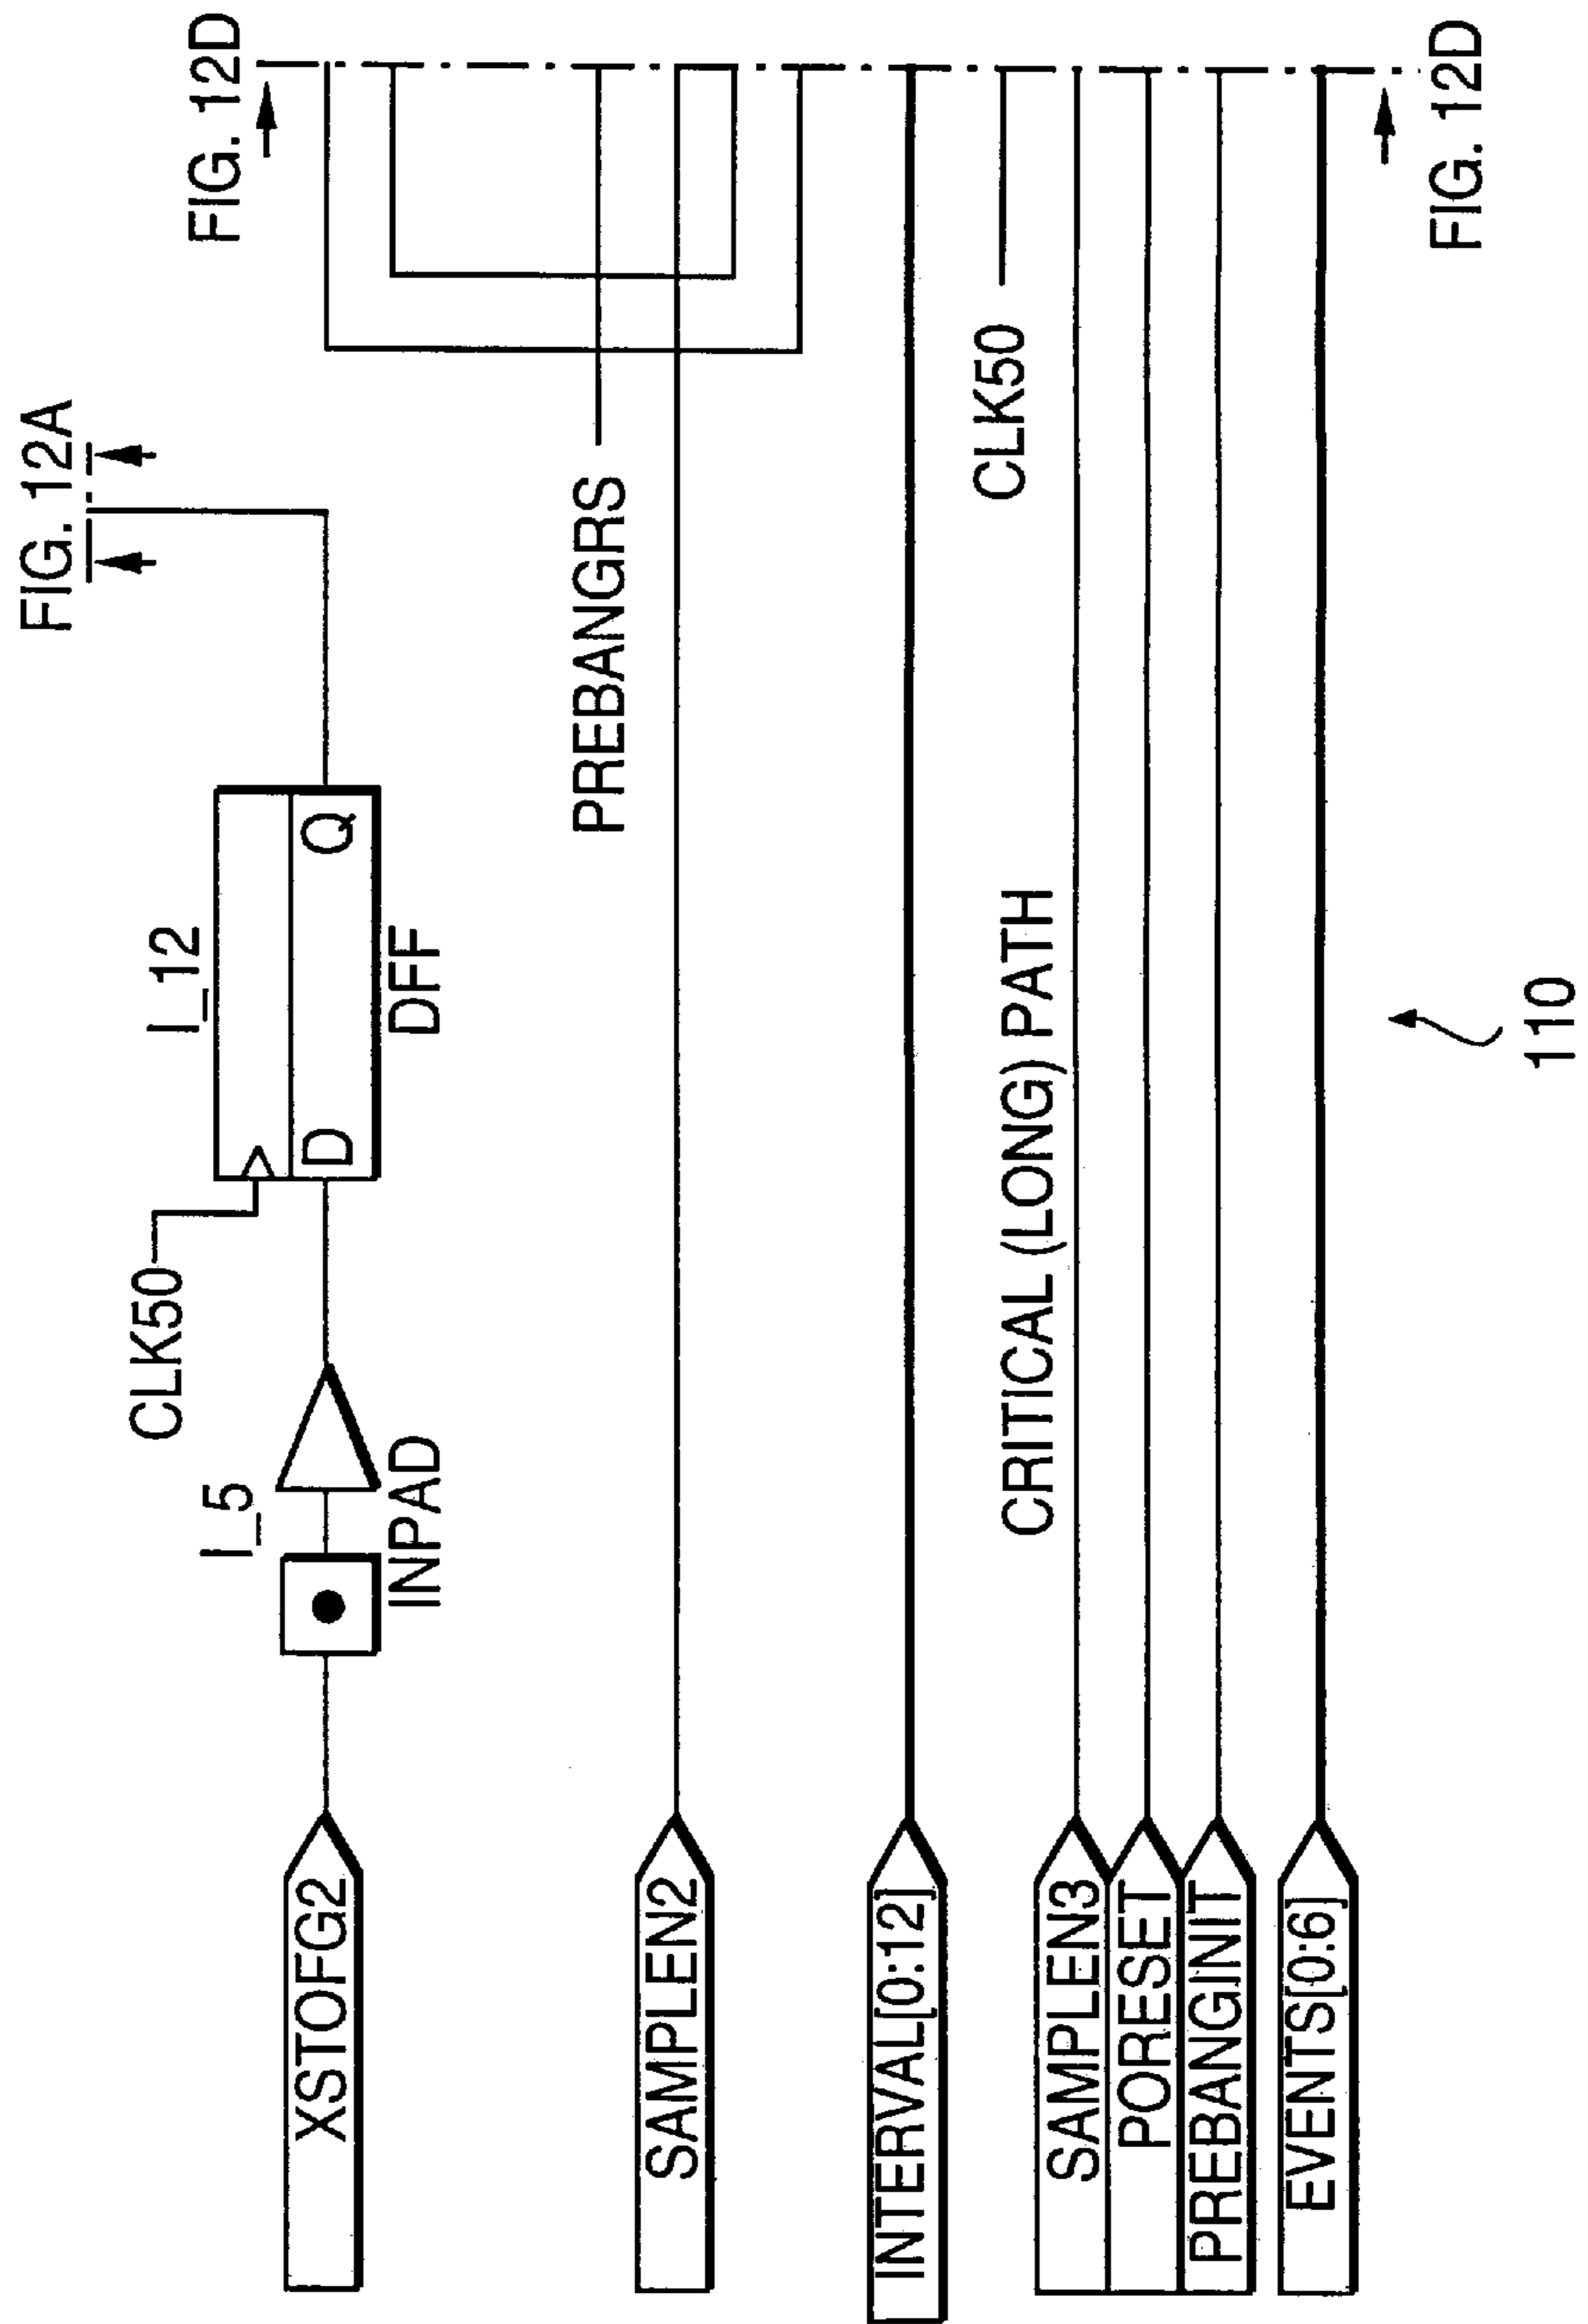 FIG. 12A
FIG. 12D
CLK50
I_12
I_5
XSTOFG2
D
Q
INPAD
DFF
PREBANGRS
SAMPLEN2
INTERVAL[0:12]
CLK50
CRITICAL (LONG) PATH
SAMPLEN3
PORESET
PREBANGINIT
EVENTS[0:6]
FIG. 12D
110